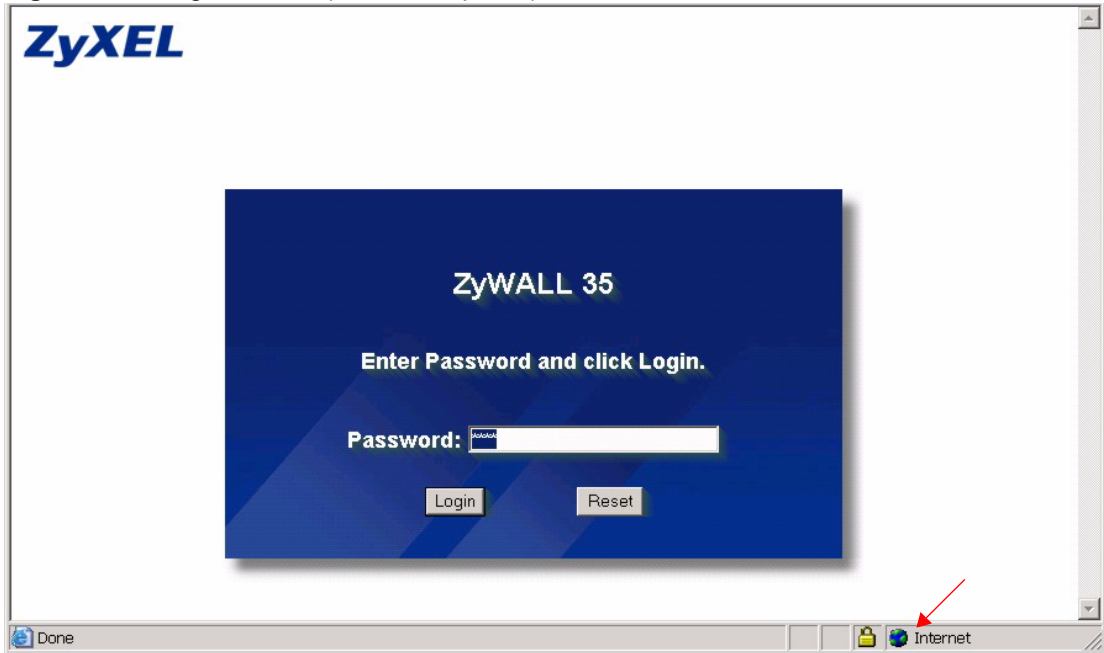 ZyXEL
ZyWALL 35
Enter Password and click Login.
Password: ****
Login Reset
Done Internet